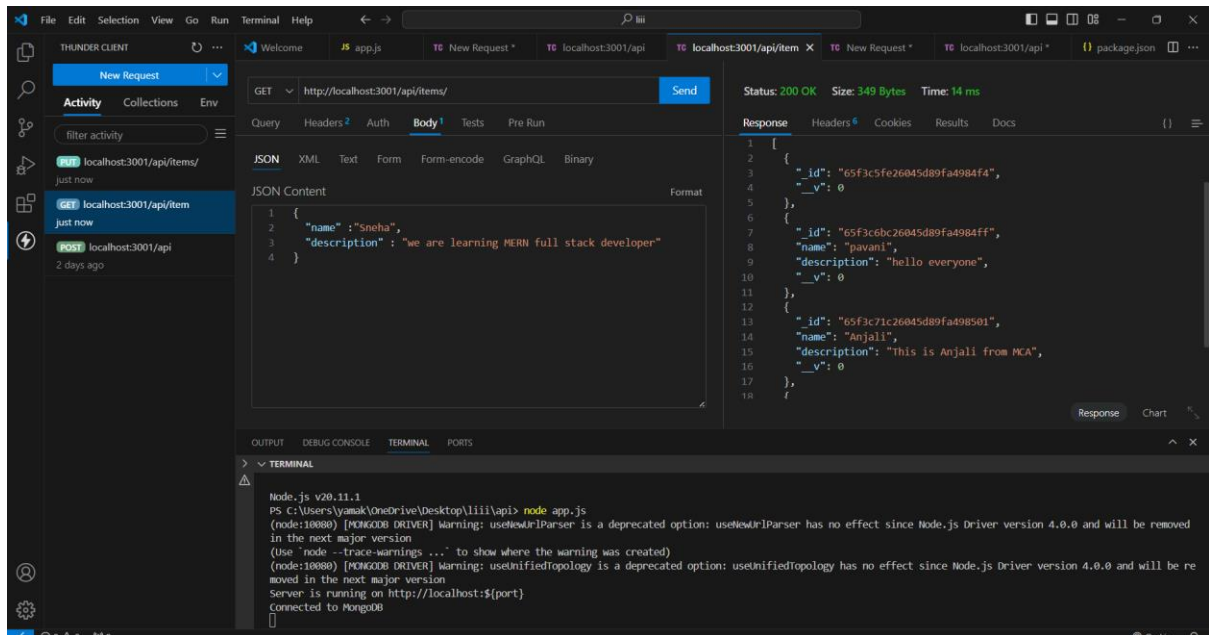 File Edit Selection View Go Run Terminal Help
liii
THUNDER CLIENT
Welcome
JS app.js
TC New Request *
TC localhost:3001/api
TC localhost:3001/api/item
TC New Request *
TC localhost:3001/api *
{} package.json
New Request
Activity Collections Env
filter activity
PUT localhost:3001/api/items/
just now
GET localhost:3001/api/item
just now
POST localhost:3001/api
2 days ago
GET http://localhost:3001/api/items/ Send
Query Headers 2 Auth Body 1 Tests Pre Run
JSON XML Text Form Form-encode GraphQL Binary
JSON Content Format
1 {
2 "name" :"Sneha",
3 "description" : "we are learning MERN full stack developer"
4 }
Status: 200 OK Size: 349 Bytes Time: 14 ms
Response Headers 6 Cookies Results Docs {}
1 [
2 {
3 "_id": "65f3c5fe26045d89fa4984f4",
4 "__v": 0
5 },
6 {
7 "_id": "65f3c6bc26045d89fa4984ff",
8 "name": "pavani",
9 "description": "hello everyone",
10 "__v": 0
11 },
12 {
13 "_id": "65f3c71c26045d89fa498501",
14 "name": "Anjali",
15 "description": "This is Anjali from MCA",
16 "__v": 0
17 },
18 {
Response Chart
OUTPUT DEBUG CONSOLE TERMINAL PORTS
TERMINAL
Node.js v20.11.1
PS C:\Users\yamak\OneDrive\Desktop\liii\api> node app.js
(node:10080) [MONGODB DRIVER] Warning: useNewUrlParser is a deprecated option: useNewUrlParser has no effect since Node.js Driver version 4.0.0 and will be removed
in the next major version
(Use `node --trace-warnings ...` to show where the warning was created)
(node:10080) [MONGODB DRIVER] Warning: useUnifiedTopology is a deprecated option: useUnifiedTopology has no effect since Node.js Driver version 4.0.0 and will be re
moved in the next major version
Server is running on http://localhost:${port}
Connected to MongoDB